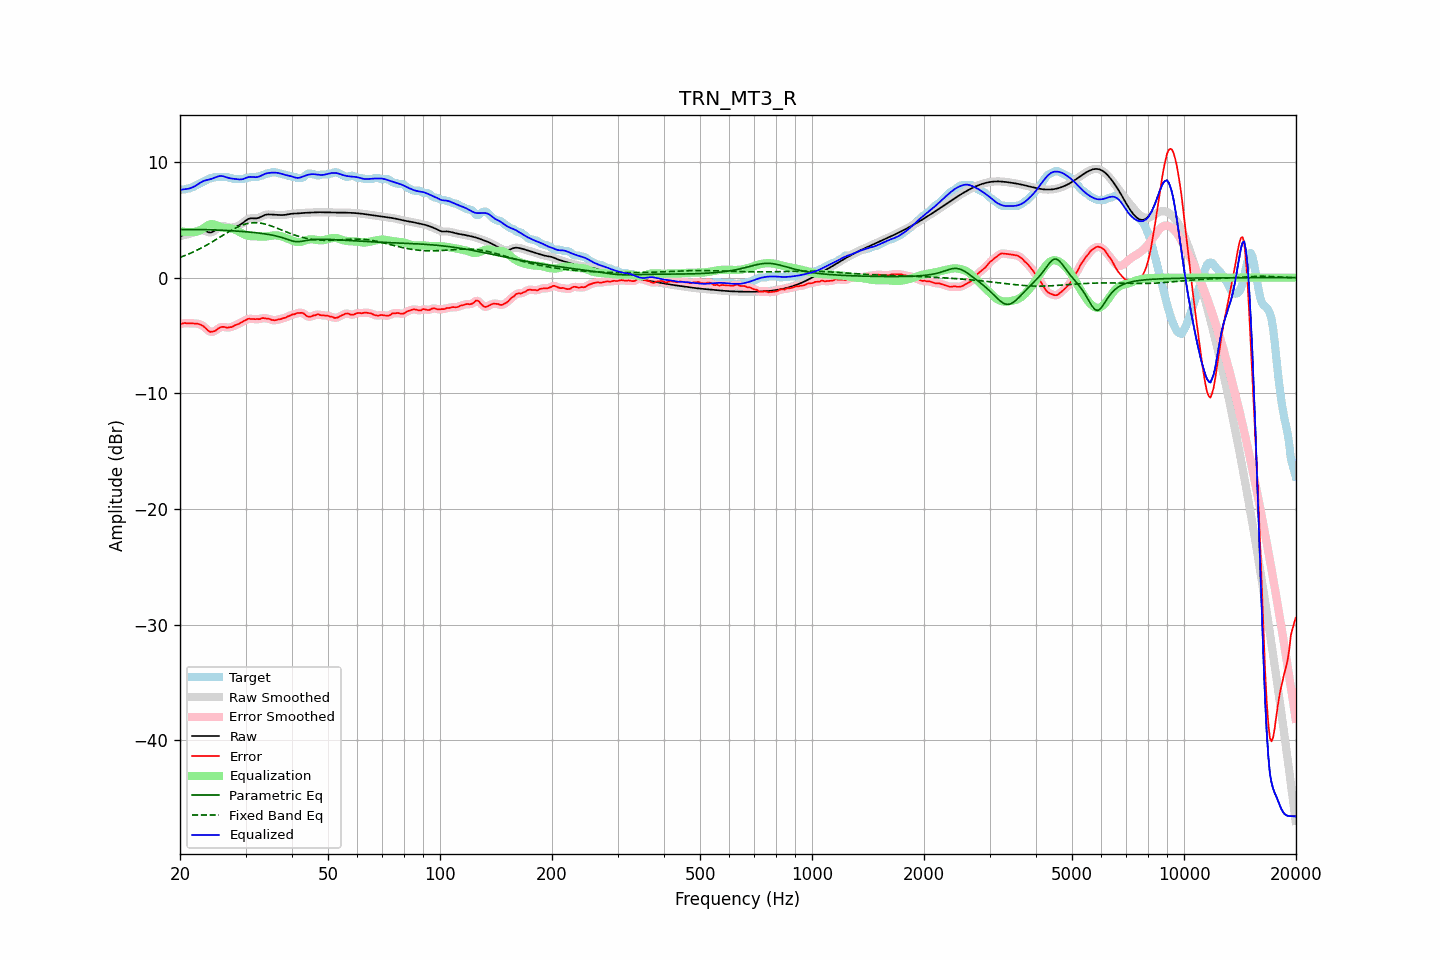 TRN_MT3_R
10
0
−10
−20
−30
−40
Amplitude (dBr)
Target
Raw Smoothed
Error Smoothed
Raw
Error
Equalization
Parametric Eq
Fixed Band Eq
Equalized
20 50 100 200 500 1000 2000 5000 10000 20000
Frequency (Hz)